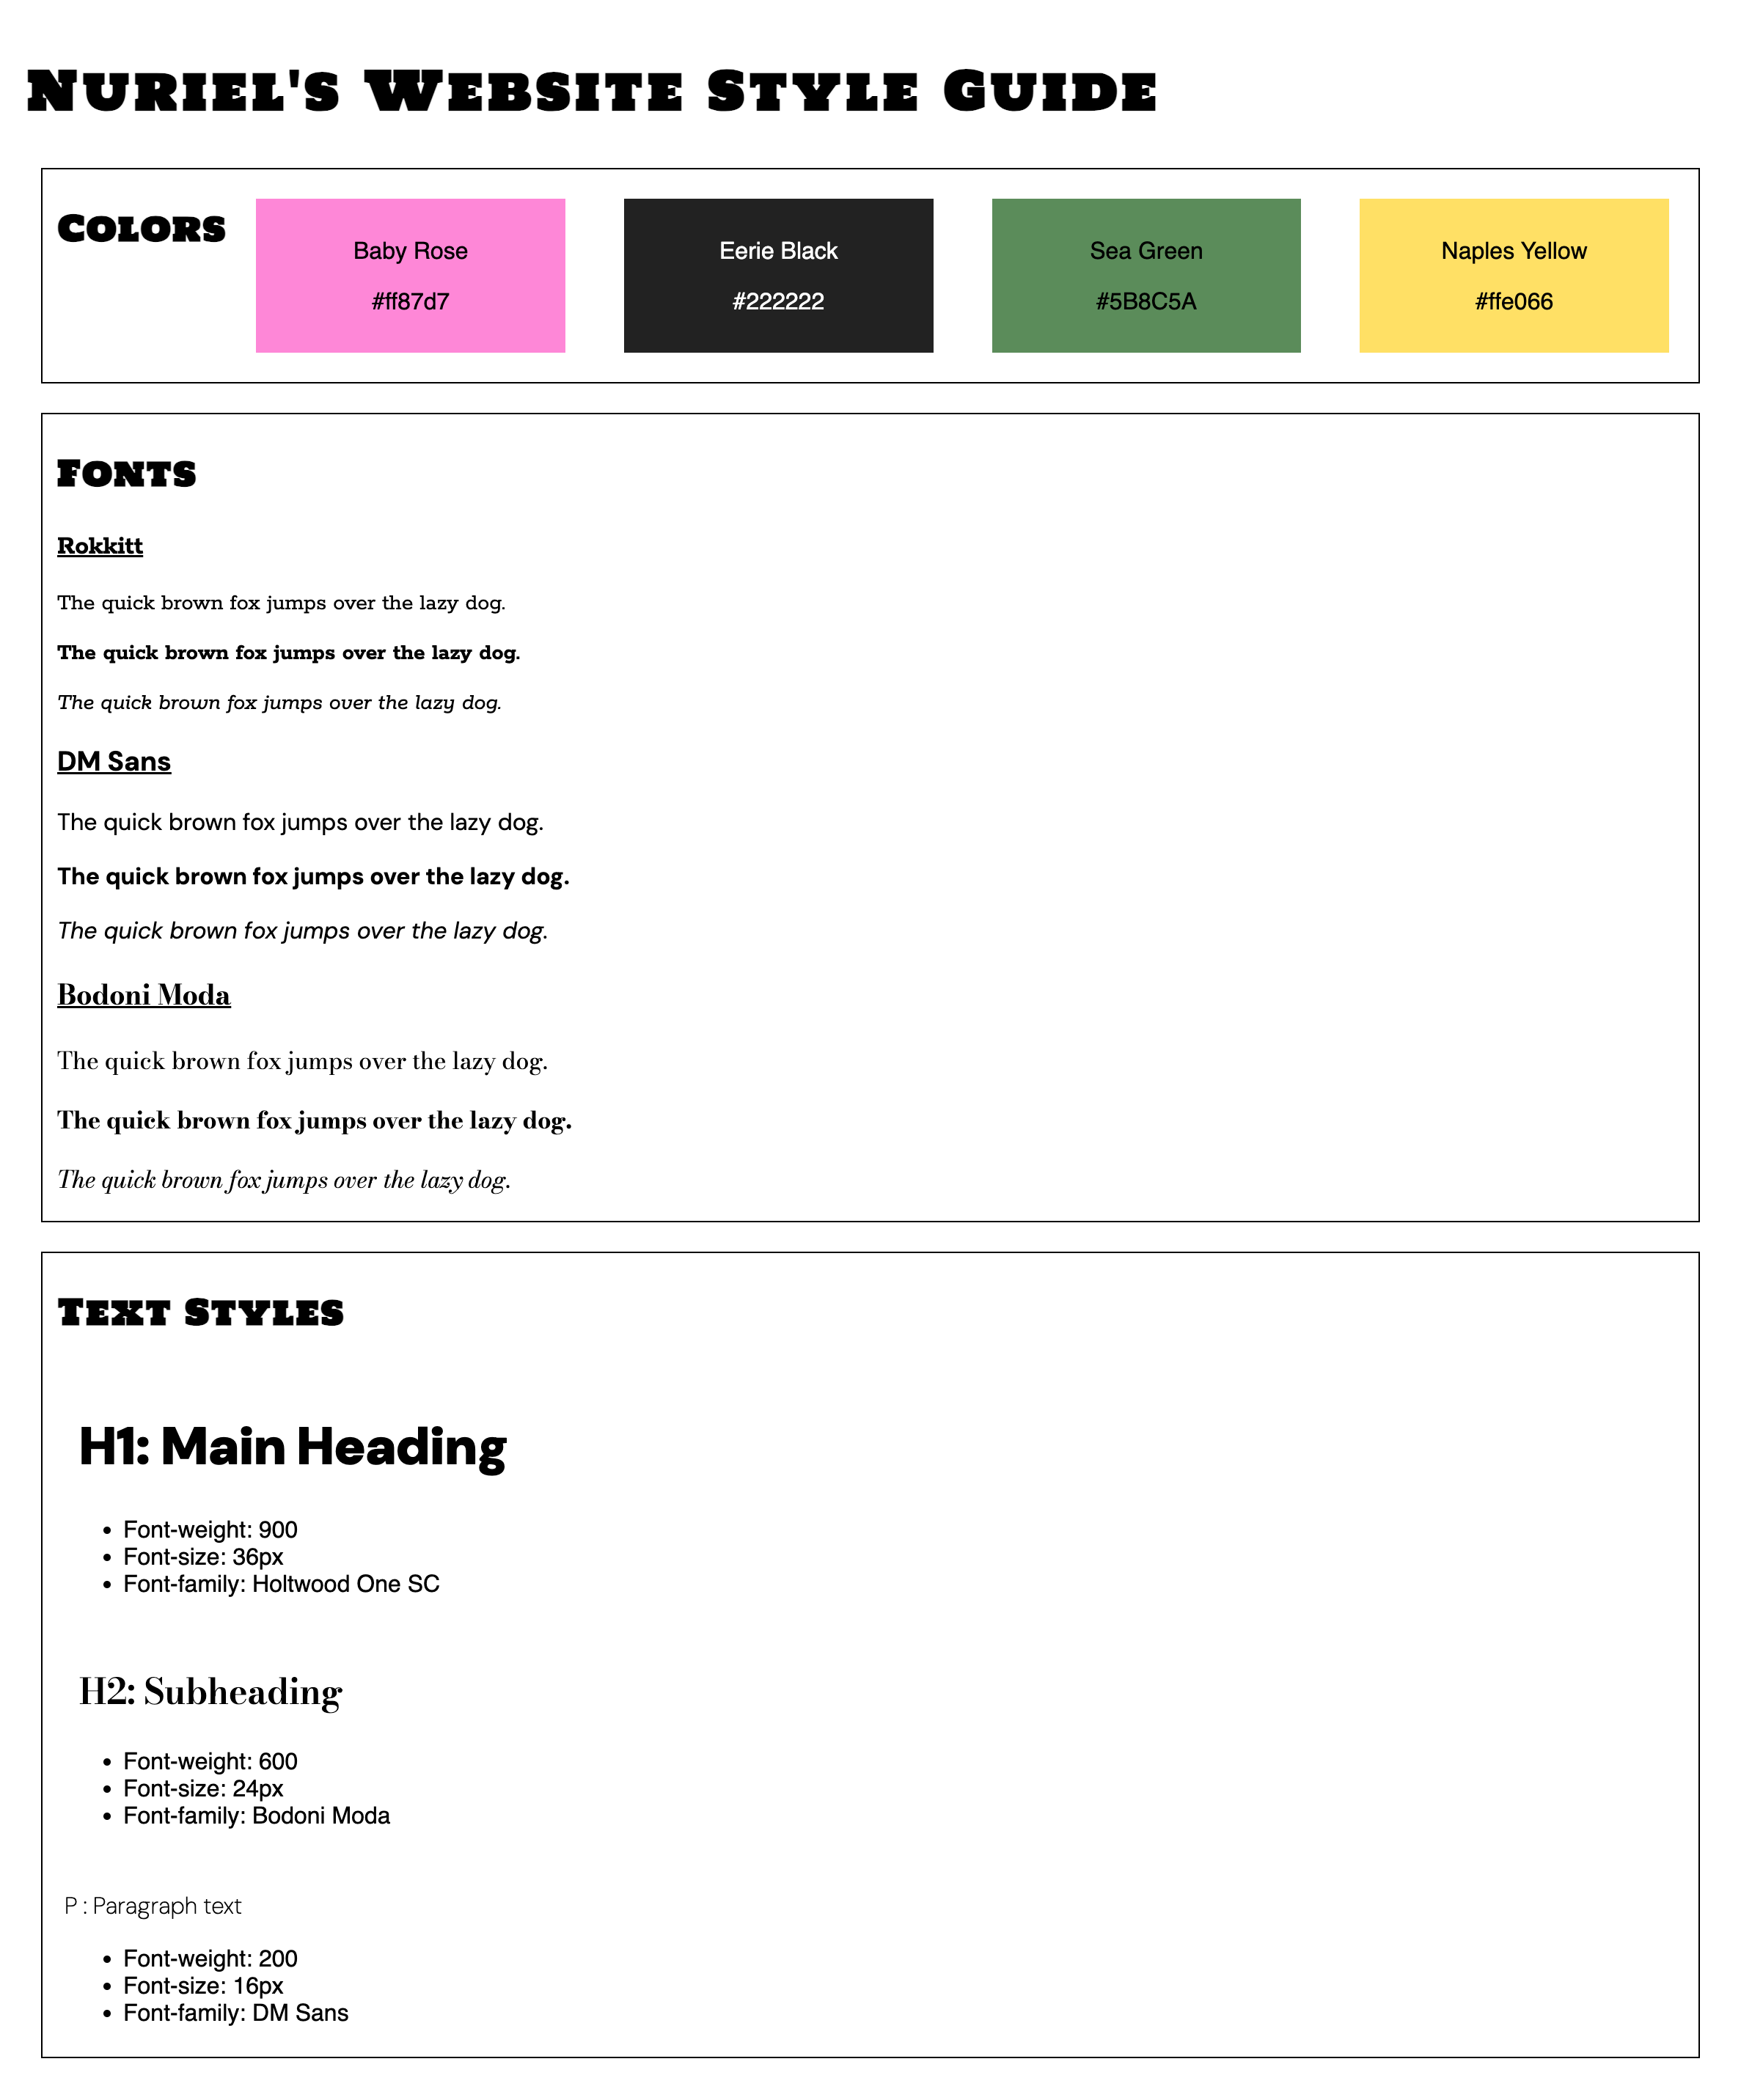 Nuriel's Website Style Guide
Colors
Baby Rose
#ff87d7
Eerie Black
#222222
Sea Green
#5B8C5A
Naples Yellow
#ffe066
Fonts
Rokkitt
The quick brown fox jumps over the lazy dog.
The quick brown fox jumps over the lazy dog.
The quick brown fox jumps over the lazy dog.
DM Sans
The quick brown fox jumps over the lazy dog.
The quick brown fox jumps over the lazy dog.
The quick brown fox jumps over the lazy dog.
Bodoni Moda
The quick brown fox jumps over the lazy dog.
The quick brown fox jumps over the lazy dog.
The quick brown fox jumps over the lazy dog.
Text Styles
H1: Main Heading
• Font-weight: 900
• Font-size: 36px
• Font-family: Holtwood One SC
H2: Subheading
• Font-weight: 600
• Font-size: 24px
• Font-family: Bodoni Moda
P : Paragraph text
• Font-weight: 200
• Font-size: 16px
• Font-family: DM Sans